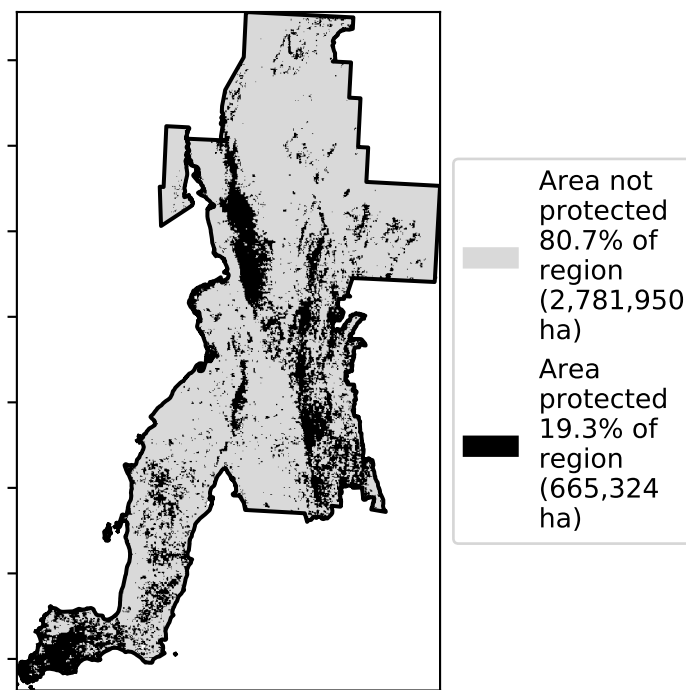 Area not
protected
80.7% of
region
(2,781,950
ha)
Area
protected
19.3% of
region
(665,324
ha)